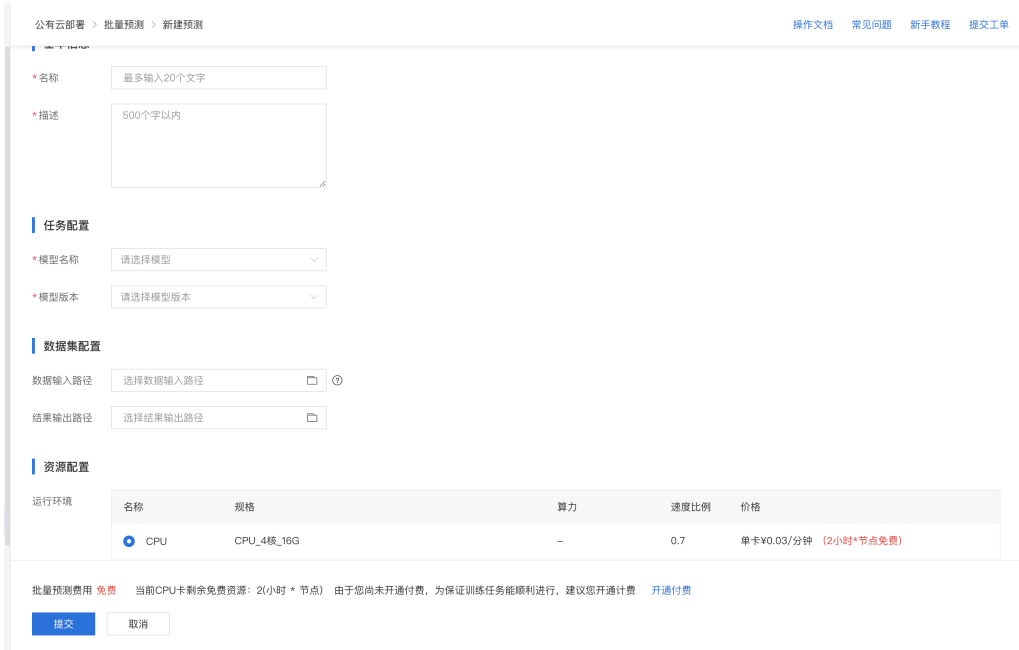 公有云部署 > 批量预测 > 新建预测 操作文档 常见问题 新手教程 提交工单
*名称 最多输入20个文字
*描述 500个字以内
任务配置
*模型名称 请选择模型
*模型版本 请选择模型版本
数据集配置
数据输入路径 选择数据输入路径 ?
结果输出路径 选择结果输出路径
资源配置
运行环境 名称 规格 算力 速度比例 价格
CPU CPU_4核_16G – 0.7 单卡¥0.03/分钟 (2小时*节点免费)
批量预测费用 免费 当前CPU卡剩余免费资源: 2(小时 * 节点) 由于您尚未开通付费, 为保证训练任务能顺利进行, 建议您开通计费 开通付费
提交 取消